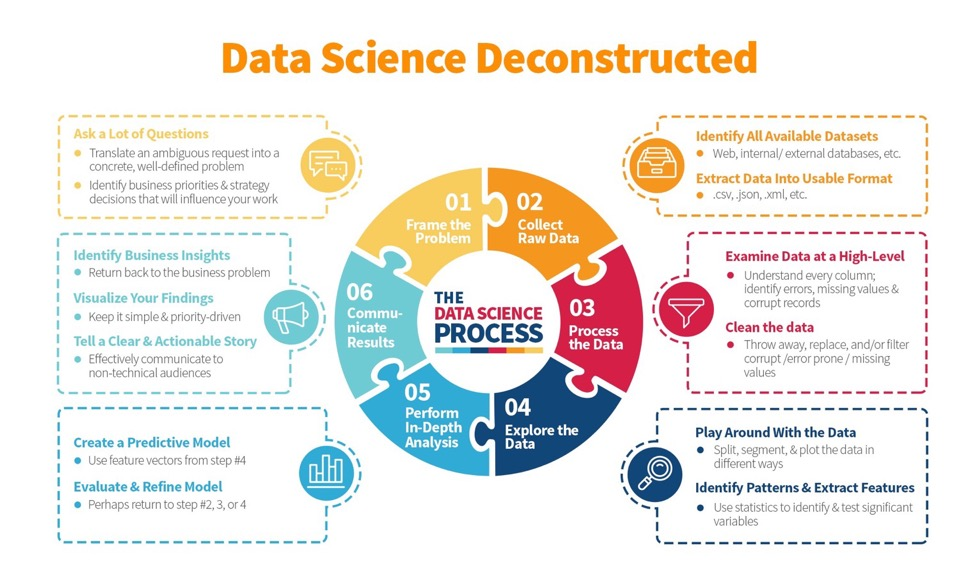 Data Science Deconstructed
Ask a Lot of Questions
Translate an ambiguous request into a
concrete, well-defined problem
Identify business priorities & strategy
decisions that will influence your work
Identify All Available Datasets
Web, internal/ external databases, etc.
Extract Data Into Usable Format
.csv, .json, .xml, etc.
01
Frame the
Problem
02
Collect
Raw Data
Identify Business Insights
Return back to the business problem
Visualize Your Findings
Keep it simple & priority-driven
Tell a Clear & Actionable Story
Effectively communicate to
non-technical audiences
06
Commu-
nicate
Results
THE
DATA SCIENCE
PROCESS
03
Process
the Data
Examine Data at a High-Level
Understand every column;
identify errors, missing values &
corrupt records
Clean the data
Throw away, replace, and/or filter
corrupt /error prone / missing
values
05
Perform
In-Depth
Analysis
04
Explore the
Data
Create a Predictive Model
Use feature vectors from step #4
Evaluate & Refine Model
Perhaps return to step #2, 3, or 4
Play Around With the Data
Split, segment, & plot the data in
different ways
Identify Patterns & Extract Features
Use statistics to identify & test significant
variables